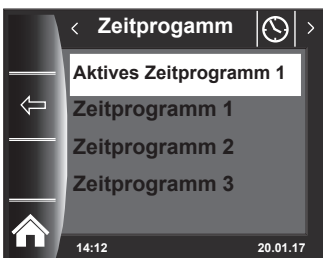 < Zeitprogamm >
Aktives Zeitprogramm 1
Zeitprogramm 1
Zeitprogramm 2
Zeitprogramm 3
14:12 20.01.17